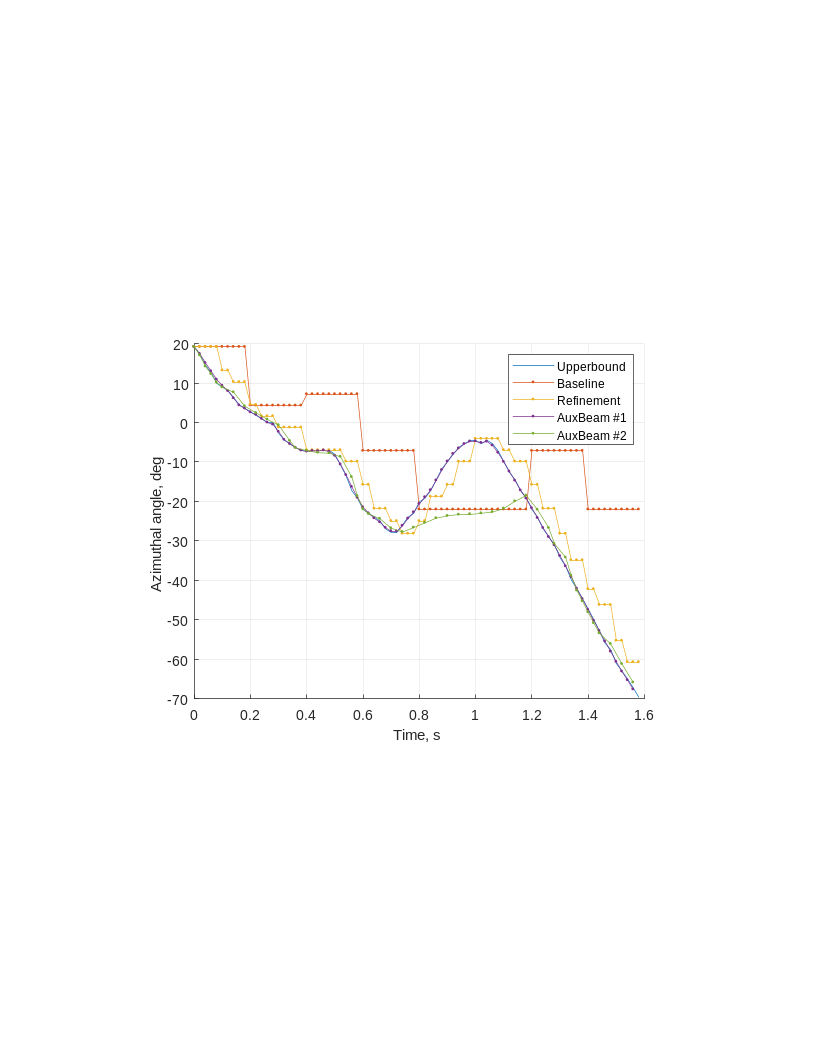 20
10
0
-10
-20
-30
-40
-50
-60
-70
Azimuthal angle, deg
Upperbound
Baseline
Refinement
AuxBeam #1
AuxBeam #2
0 0.2 0.4 0.6 0.8 1 1.2 1.4 1.6
Time, s